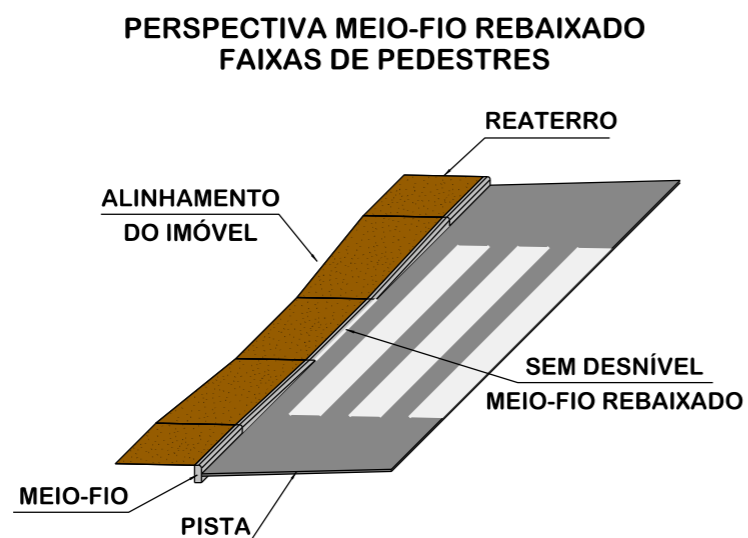 PERSPECTIVA MEIO-FIO REBAIXADO
FAIXAS DE PEDESTRES
REATERRO
ALINHAMENTO
DO IMÓVEL
SEM DESNÍVEL
MEIO-FIO REBAIXADO
MEIO-FIO
PISTA